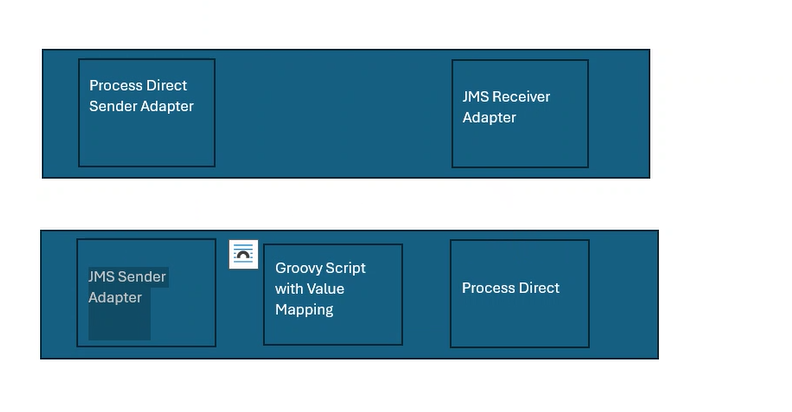 Process Direct
Sender Adapter
JMS Receiver
Adapter
JMS Sender
Adapter
Groovy Script
with Value
Mapping
Process Direct